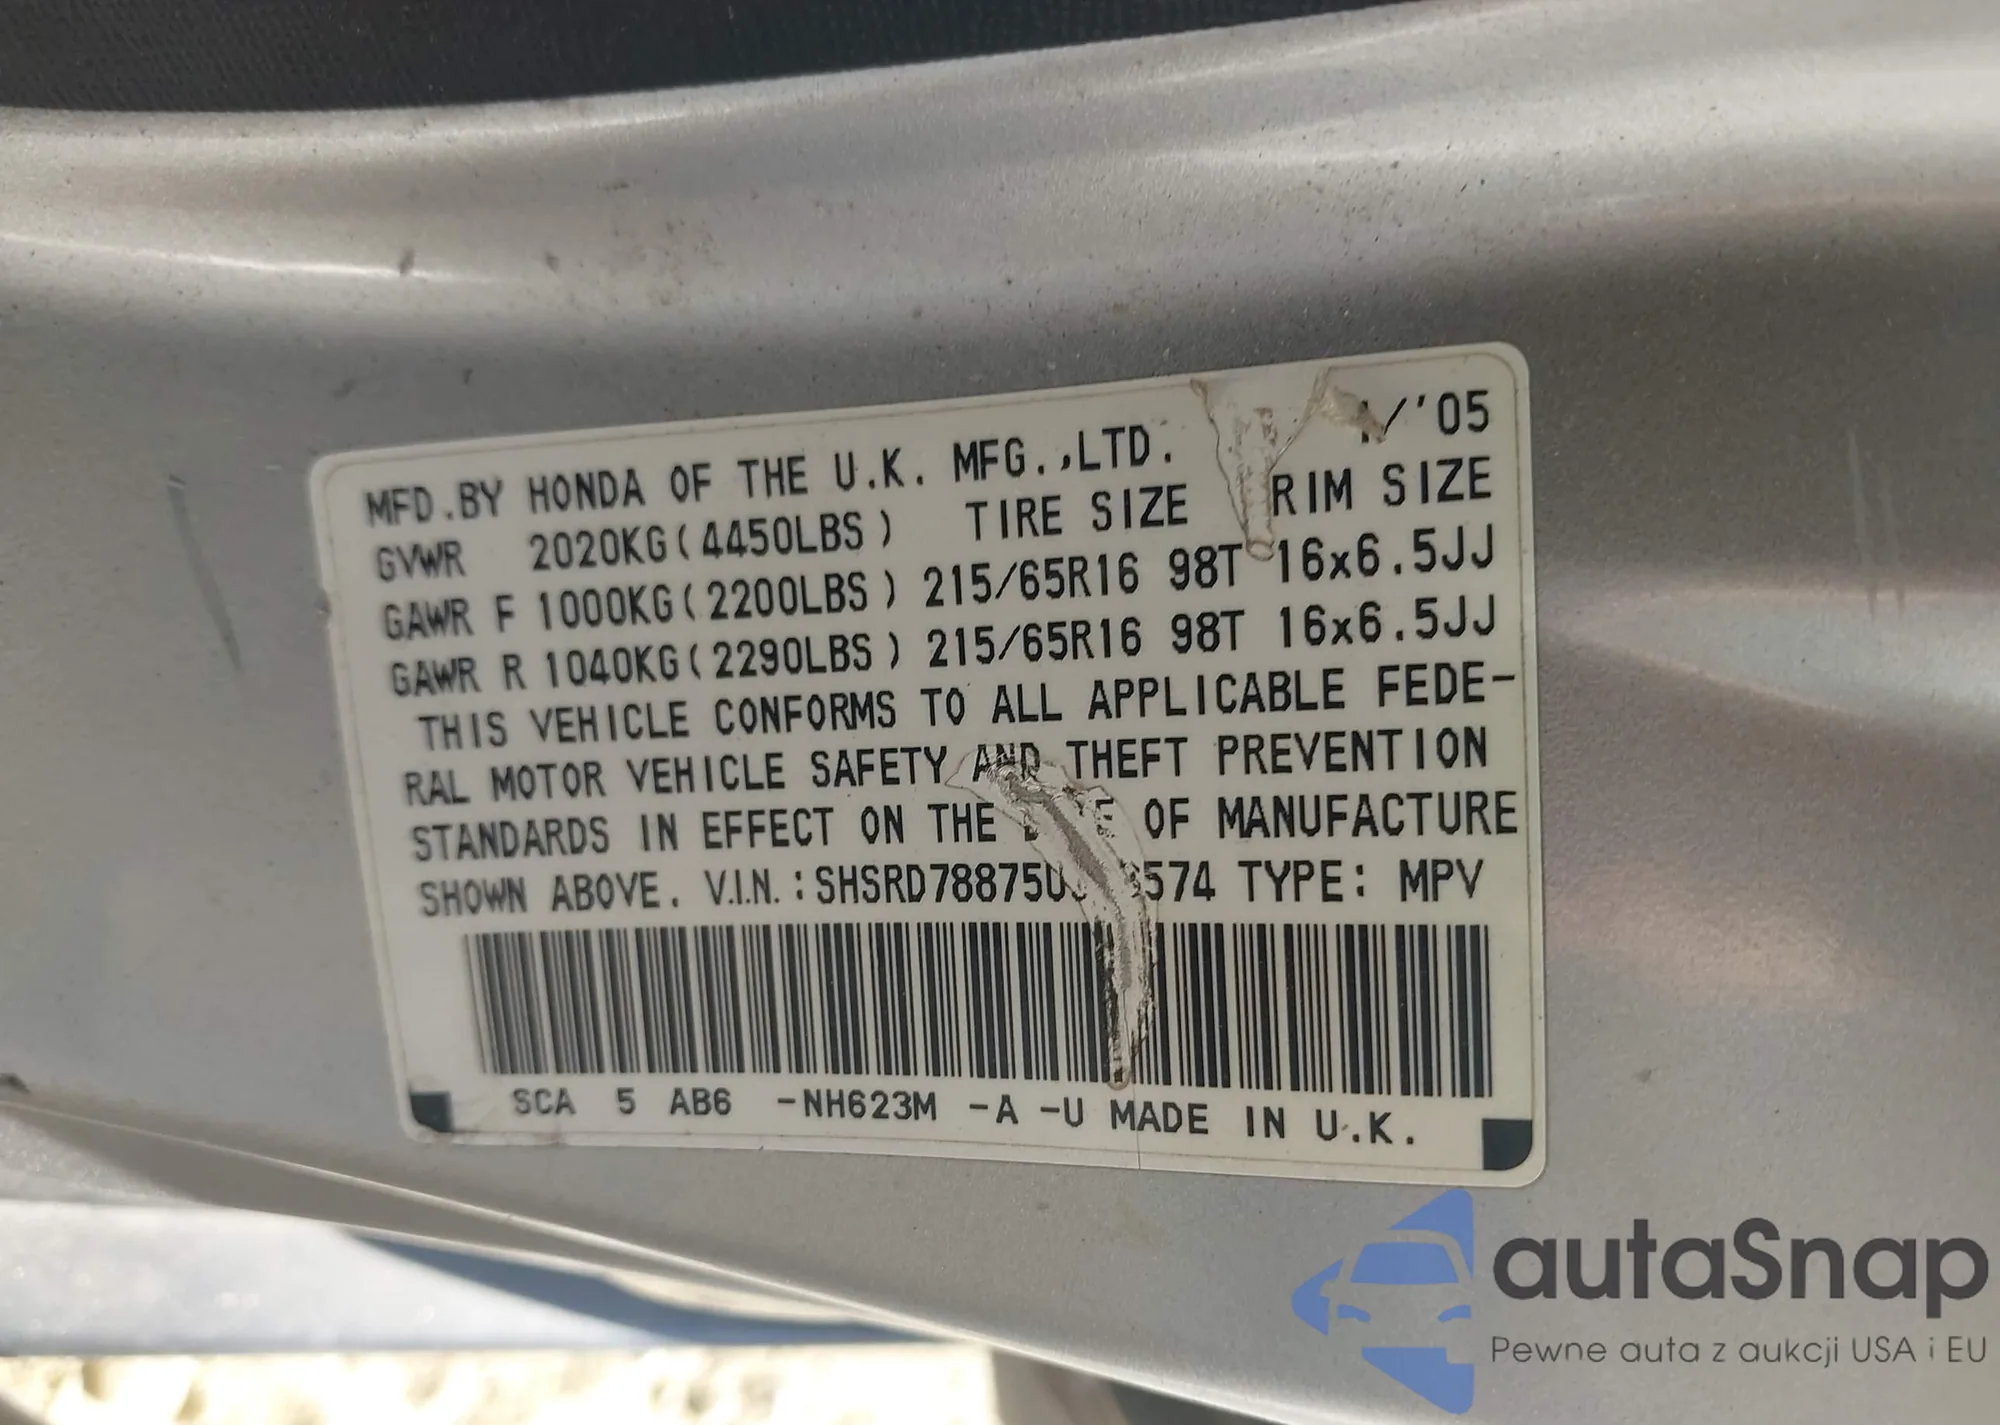 MFD.BY HONDA OF THE U.K. MFG.,LTD. /'05
GVWR 2020KG(4450LBS) TIRE SIZE RIM SIZE
GAWR F 1000KG(2200LBS) 215/65R16 98T 16x6.5JJ
GAWR R 1040KG(2290LBS) 215/65R16 98T 16x6.5JJ
THIS VEHICLE CONFORMS TO ALL APPLICABLE FEDE-
RAL MOTOR VEHICLE SAFETY AND THEFT PREVENTION
STANDARDS IN EFFECT ON THE OF MANUFACTURE
SHOWN ABOVE. V.I.N.: TYPE: MPV
SCA 5 AB6 -NH623M -A -U MADE IN U.K.
autaSnap
Pewne auta z aukcji USA i EU